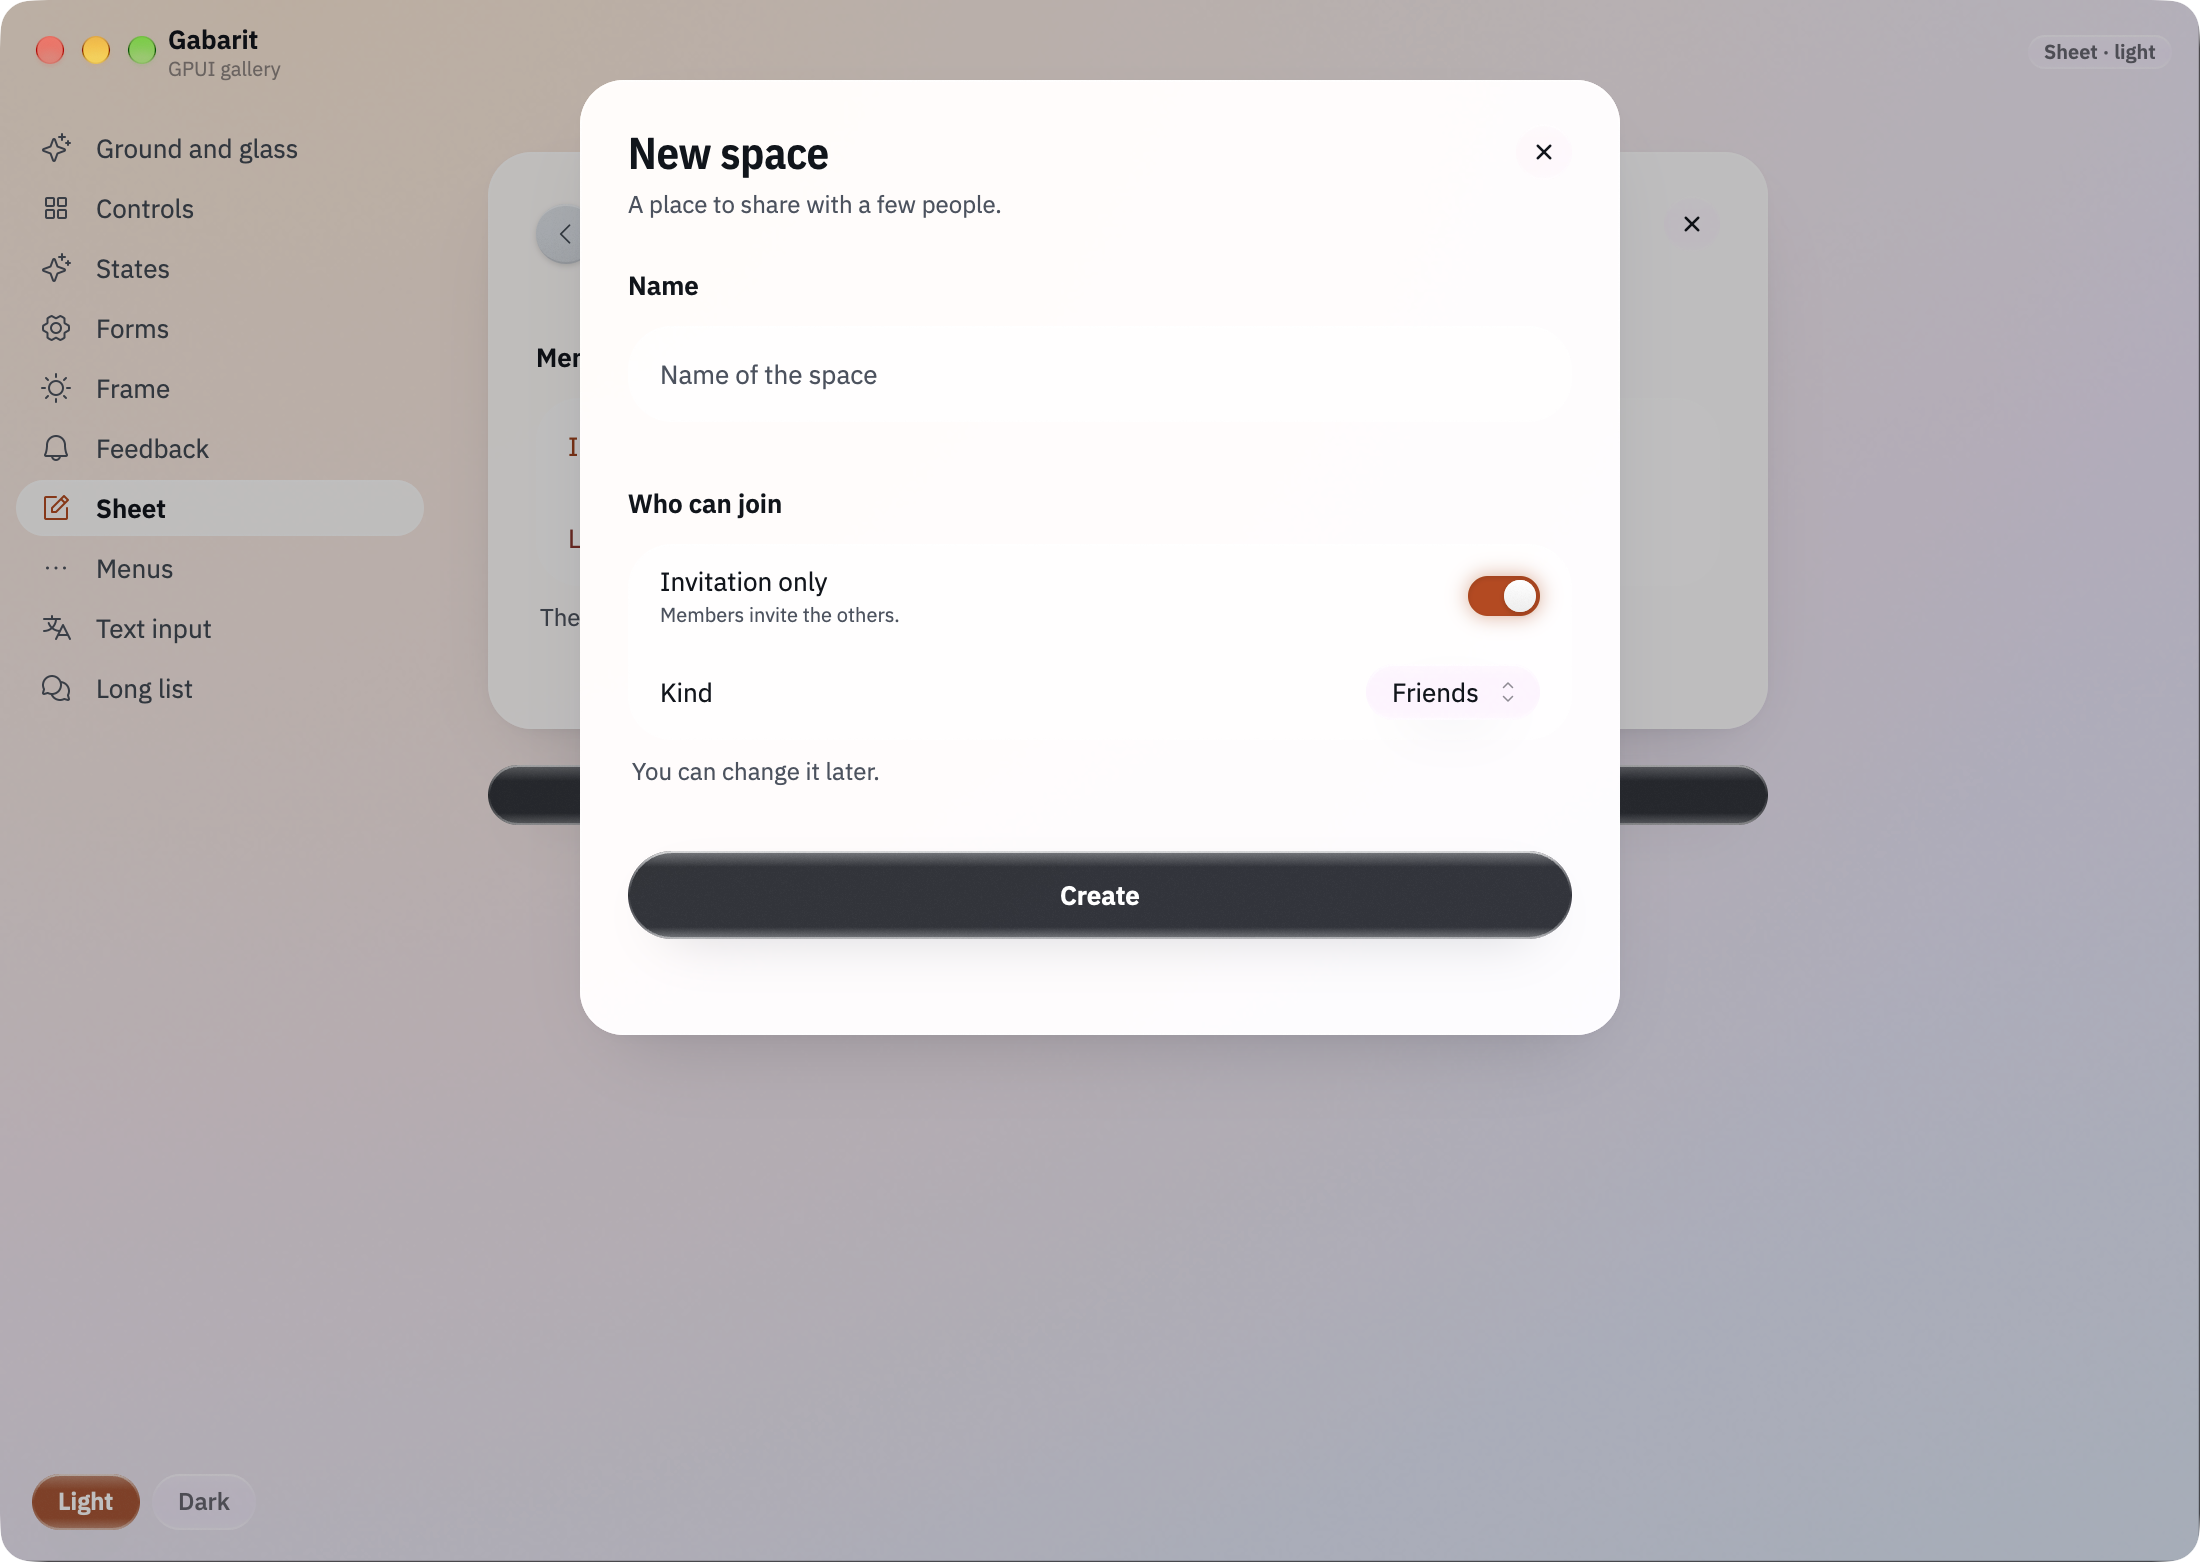 Gabarit
GPUI gallery
Sheet · light
Ground and glass
Controls
States
Forms
Frame
Feedback
Sheet
Menus
Text input
Long list
Light
Dark
New space
A place to share with a few people.
Name
Name of the space
Who can join
Invitation only
Members invite the others.
Kind
Friends
You can change it later.
Create
The